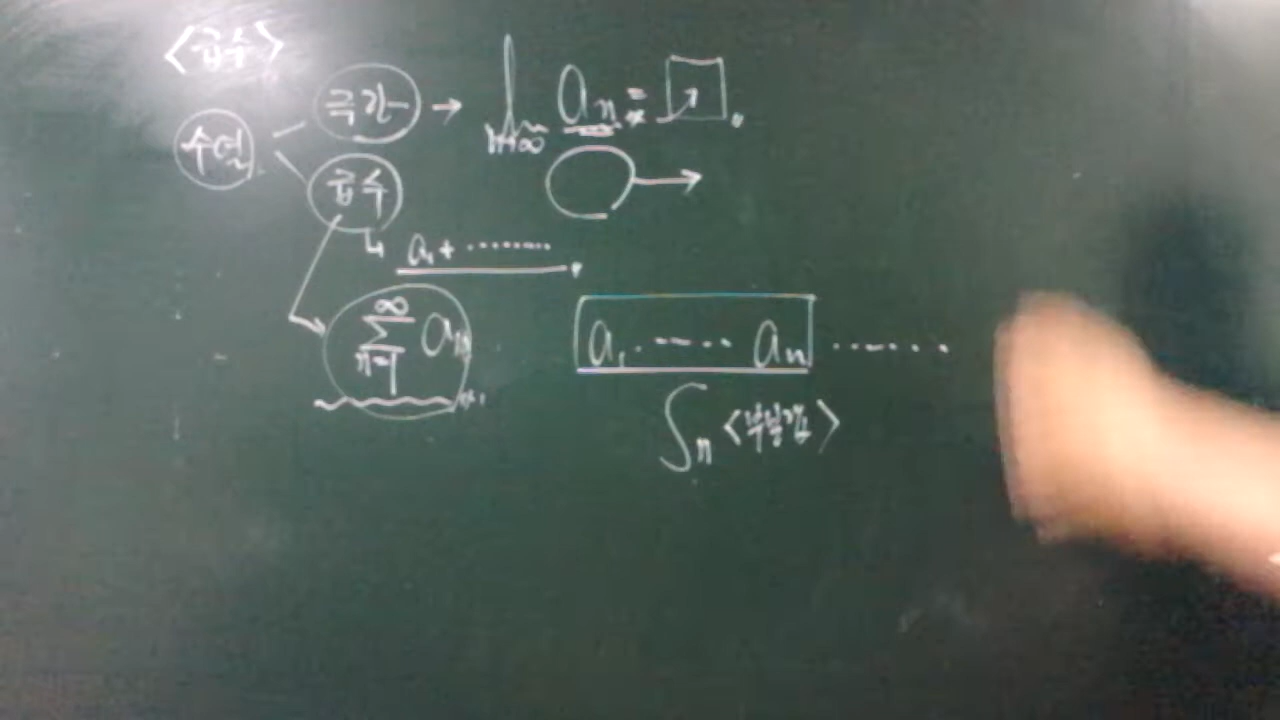 <급수>
수열
극한 → lim n→∞ aₙ =
급수
↳ a₁ + ⋯⋯⋯
∞ ∑ n=1 aₙ
a₁ ⋯⋯ aₙ ⋯⋯
Sₙ <부분합>